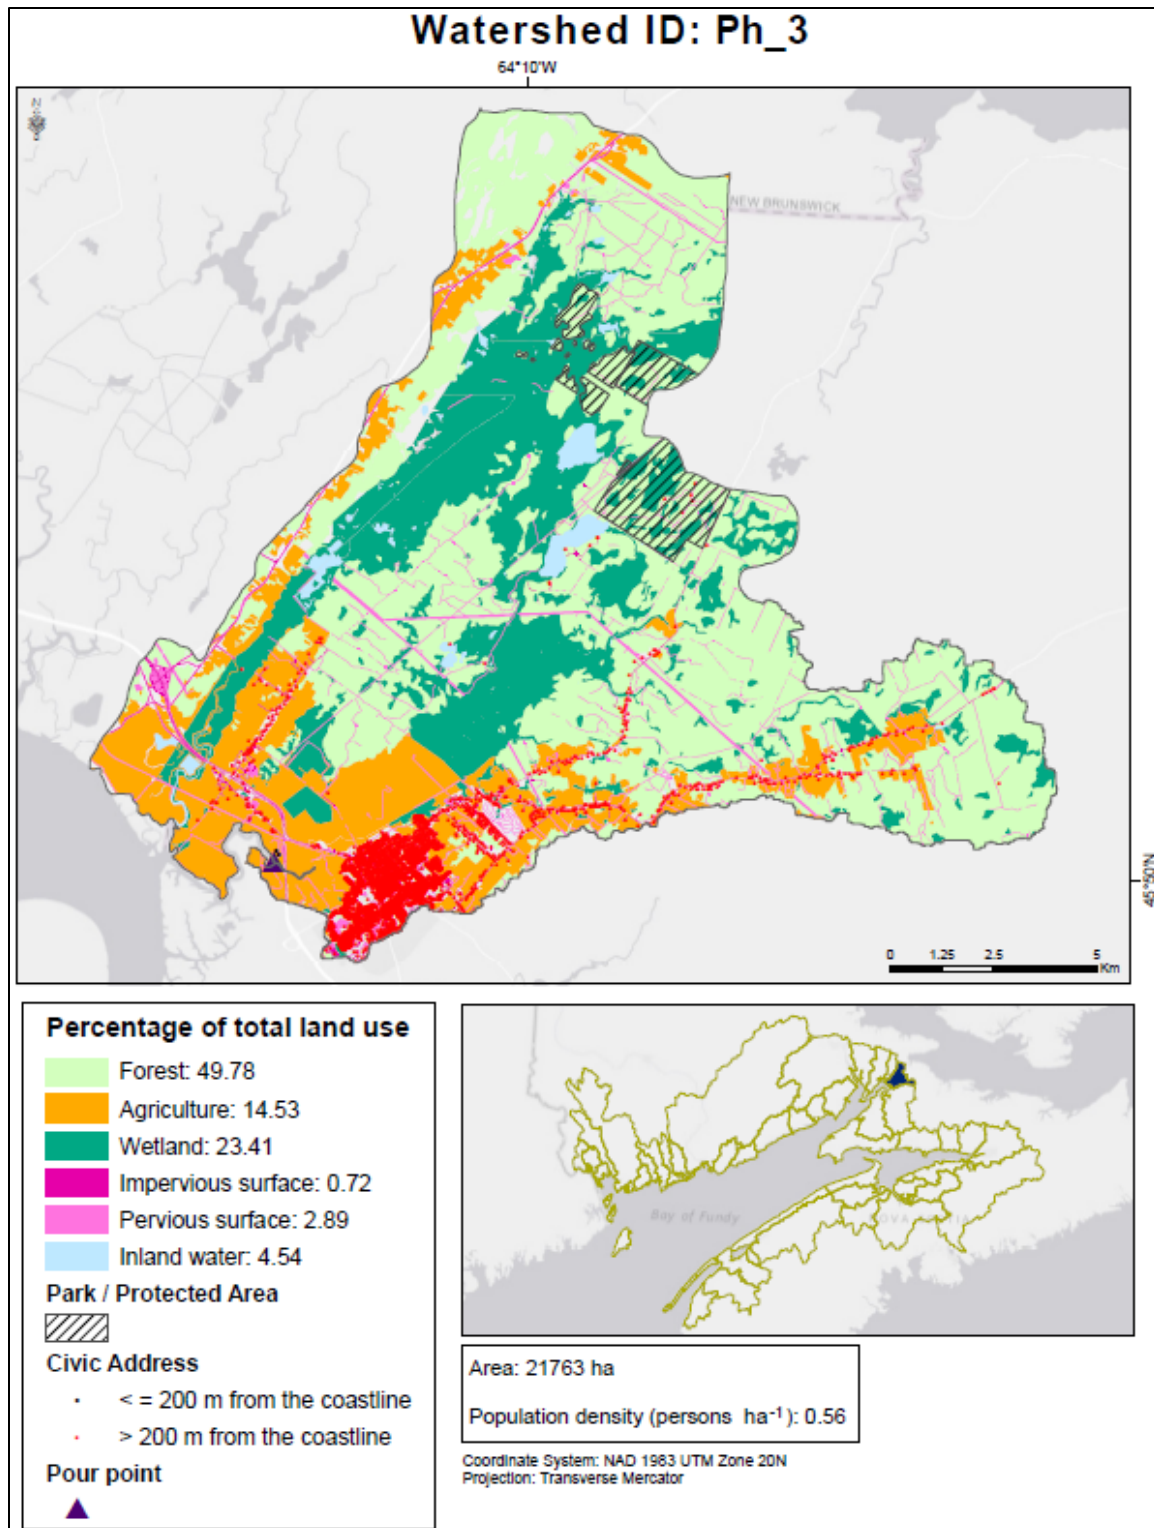 Watershed ID: Ph_3
64°10'W
N
NEW BRUNSWICK
45°50'N
0 1.25 2.5 5
Km
Percentage of total land use
Forest: 49.78
Agriculture: 14.53
Wetland: 23.41
Impervious surface: 0.72
Pervious surface: 2.89
Inland water: 4.54
Park / Protected Area
Civic Address
< = 200 m from the coastline
> 200 m from the coastline
Pour point
Bay of Fundy
Area: 21763 ha
Population density (persons ha-1): 0.56
Coordinate System: NAD 1983 UTM Zone 20N
Projection: Transverse Mercator